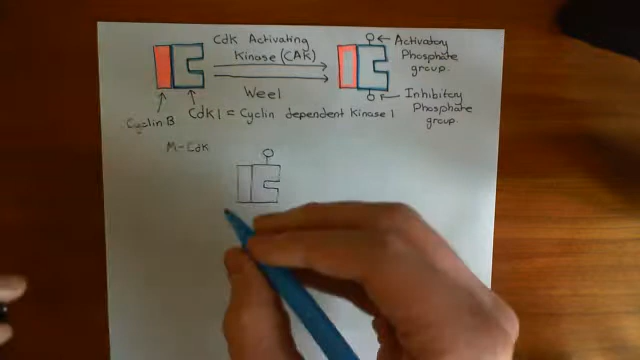 Cdk Activating
Kinase (CAK)
Activatory
Phosphate
group.
Wee1
Inhibitory
Phosphate
group.
Cyclin B
Cdk1 = Cyclin dependent Kinase 1
M-Cdk